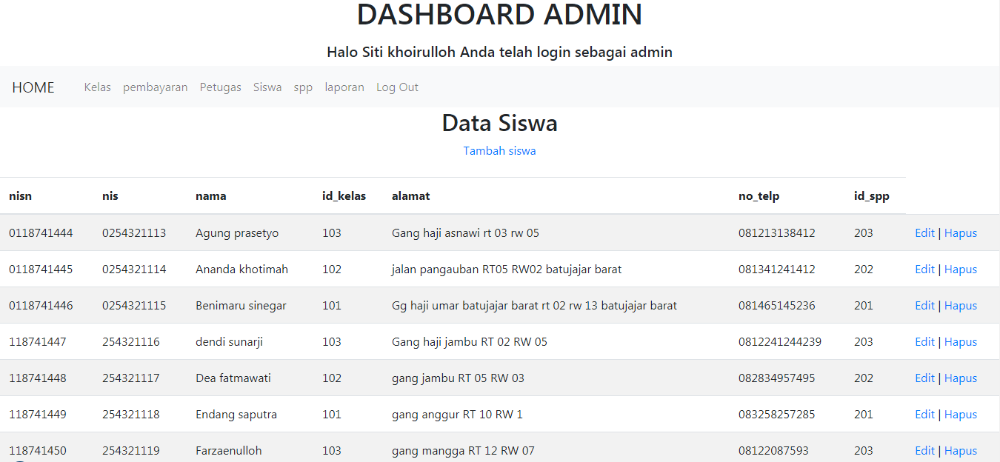 DASHBOARD ADMIN
Halo Siti khoirulloh Anda telah login sebagai admin
HOME Kelas pembayaran Petugas Siswa spp laporan Log Out
Data Siswa
Tambah siswa
nisn nis nama id_kelas alamat no_telp id_spp
0118741444 0254321113 Agung prasetyo 103 Gang haji asnawi rt 03 rw 05 081213138412 203 Edit | Hapus
0118741445 0254321114 Ananda khotimah 102 jalan pangauban RT05 RW02 batujajar barat 081341241412 202 Edit | Hapus
0118741446 0254321115 Benimaru sinegar 101 Gg haji umar batujajar barat rt 02 rw 13 batujajar barat 081465145236 201 Edit | Hapus
118741447 254321116 dendi sunarji 103 Gang haji jambu RT 02 RW 05 0812241244239 203 Edit | Hapus
118741448 254321117 Dea fatmawati 102 gang jambu RT 05 RW 03 082834957495 202 Edit | Hapus
118741449 254321118 Endang saputra 101 gang anggur RT 10 RW 1 083258257285 201 Edit | Hapus
118741450 254321119 Farzaenulloh 103 gang mangga RT 12 RW 07 08122087593 203 Edit | Hapus